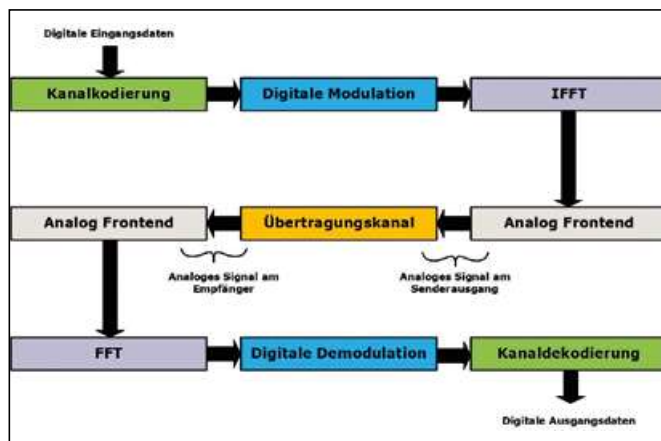 Digitale Eingangsdaten
Kanalkodierung
Digitale Modulation
IFFT
Analog Frontend
Übertragungskanal
Analog Frontend
Analoges Signal am
Empfänger
Analoges Signal am
Senderausgang
FFT
Digitale Demodulation
Kanaldekodierung
Digitale Ausgangsdaten